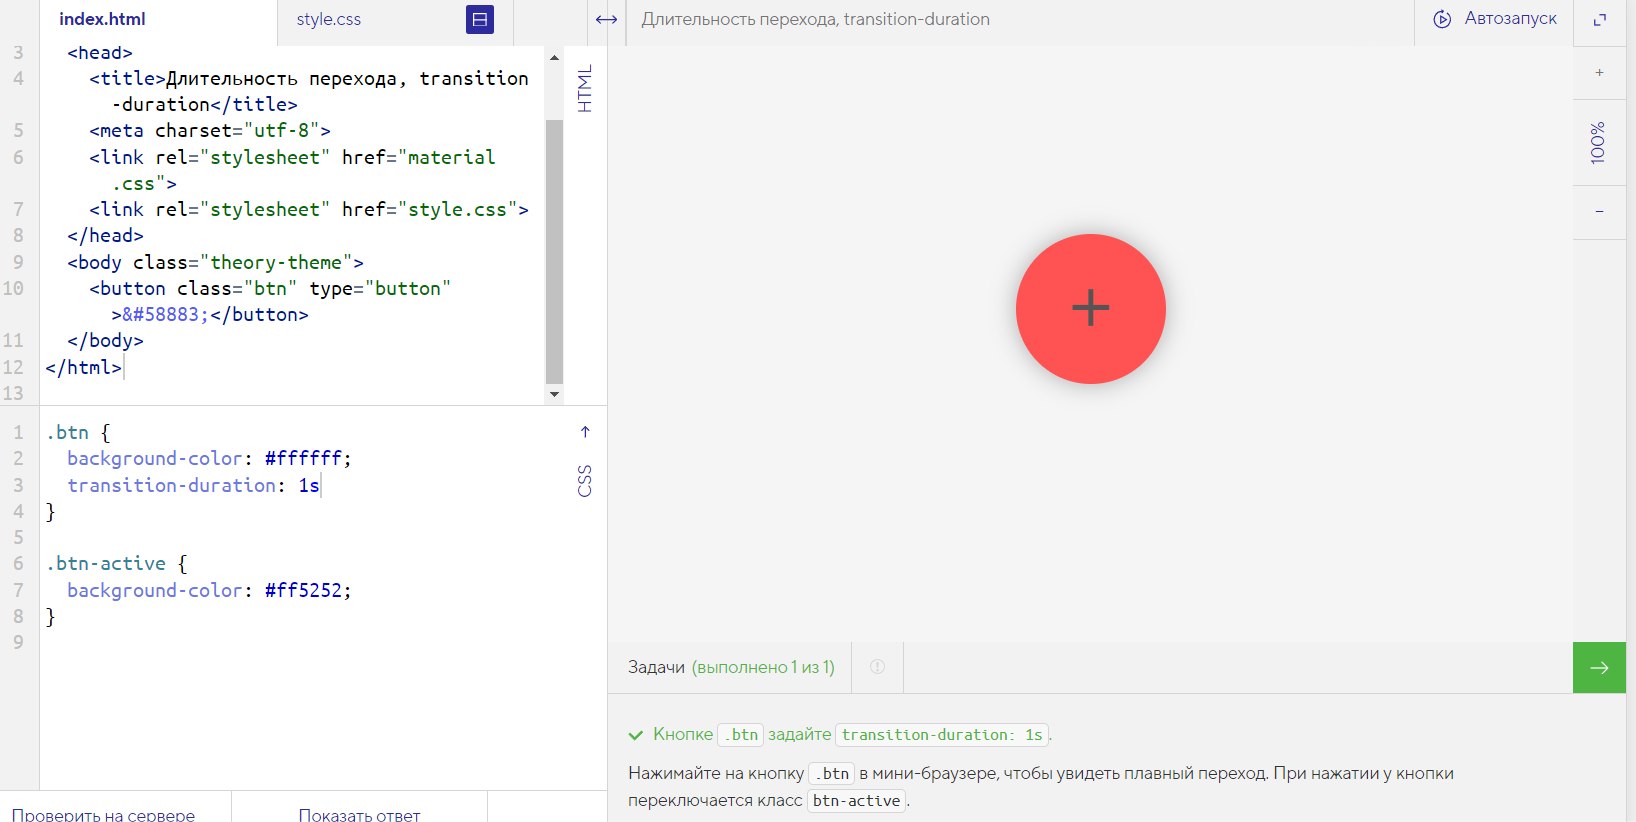 index.html
style.css
3 <head>
4 <title>Длительность перехода, transition
-duration</title>
5 <meta charset="utf-8">
6 <link rel="stylesheet" href="material
.css">
7 <link rel="stylesheet" href="style.css">
8 </head>
9 <body class="theory-theme">
10 <button class="btn" type="button"
>&#58883;</button>
11 </body>
12 </html>
13
HTML
1 .btn {
2 background-color: #ffffff;
3 transition-duration: 1s
4 }
5
6 .btn-active {
7 background-color: #ff5252;
8 }
9
CSS
Проверить на сервере
Показать ответ
Длительность перехода, transition-duration
Автозапуск
+
100%
−
+
Задачи (выполнено 1 из 1)
Кнопке .btn задайте transition-duration: 1s.
Нажимайте на кнопку .btn в мини-браузере, чтобы увидеть плавный переход. При нажатии у кнопки
переключается класс btn-active.